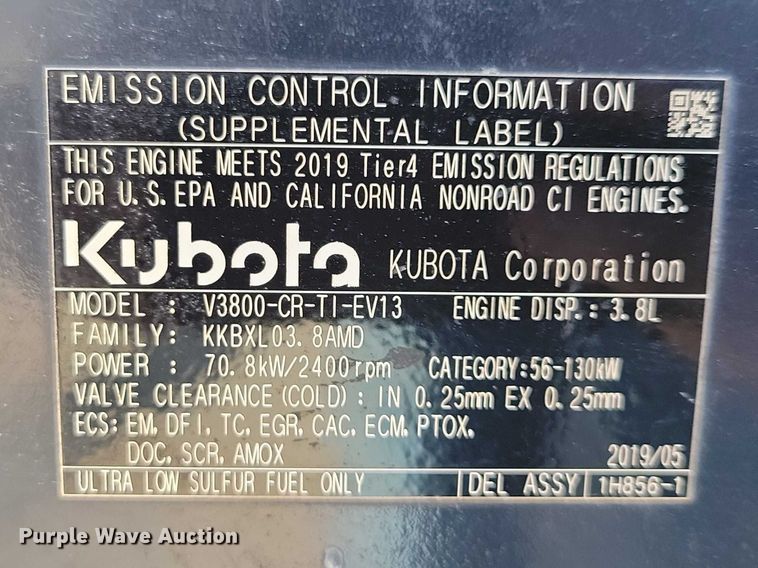 EMISSION CONTROL INFORMATION
(SUPPLEMENTAL LABEL)
THIS ENGINE MEETS 2019 Tier4 EMISSION REGULATIONS
FOR U.S.EPA AND CALIFORNIA NONROAD CI ENGINES.
Kubota KUBOTA Corporation
MODEL : V3800-CR-TI-EV13 ENGINE DISP.: 3.8L
FAMILY: KKBXL03.8AMD
POWER : 70.8kW/2400rpm CATEGORY:56-130kW
VALVE CLEARANCE(COLD): IN 0.25mm EX 0.25mm
ECS: EM, DFI, TC, EGR, CAC, ECM, PTOX,
DOC, SCR, AMOX 2019/05
ULTRA LOW SULFUR FUEL ONLY DEL ASSY 1H856-1
Purple Wave Auction